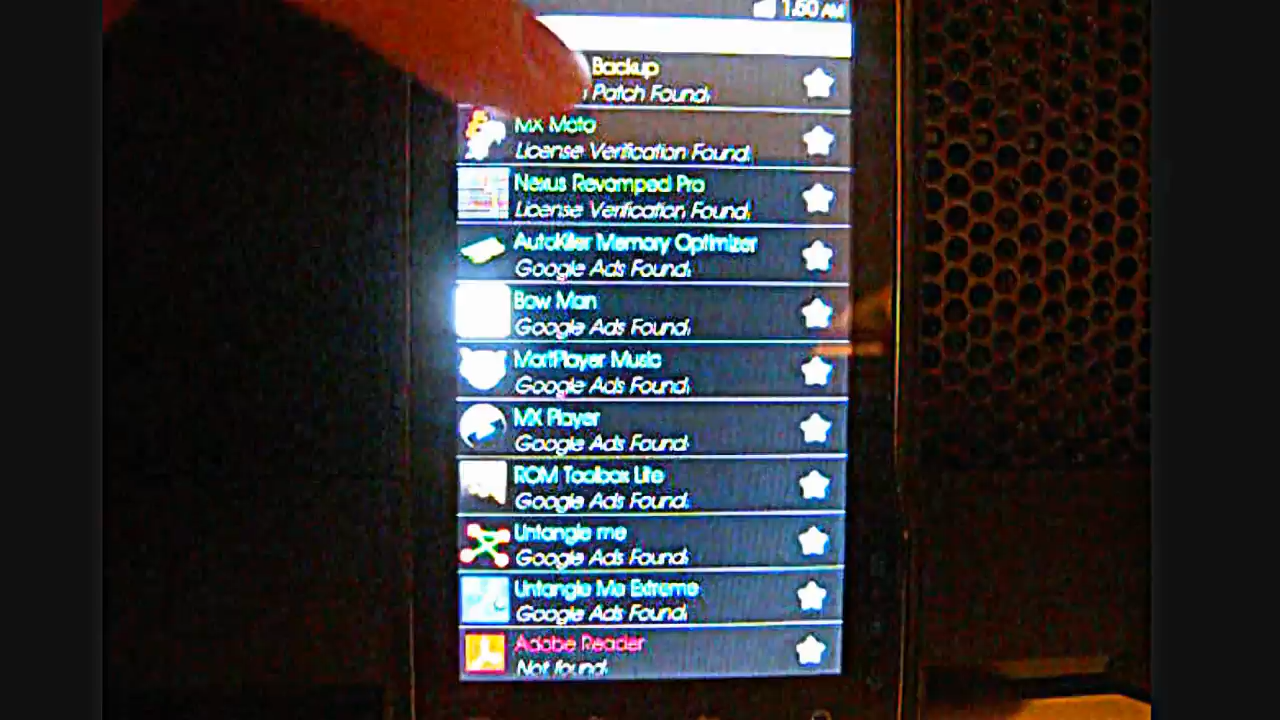 1:50 AM
Backup
Patch Found.
MX Moto
License Verification Found.
Nexus Revamped Pro
License Verification Found.
AutoKiller Memory Optimizer
Google Ads Found.
Bow Man
Google Ads Found.
MortPlayer Music
Google Ads Found.
MX Player
Google Ads Found.
ROM Toolbox Lite
Google Ads Found.
Untangle me
Google Ads Found.
Untangle Me Extreme
Google Ads Found.
Adobe Reader
Not found.